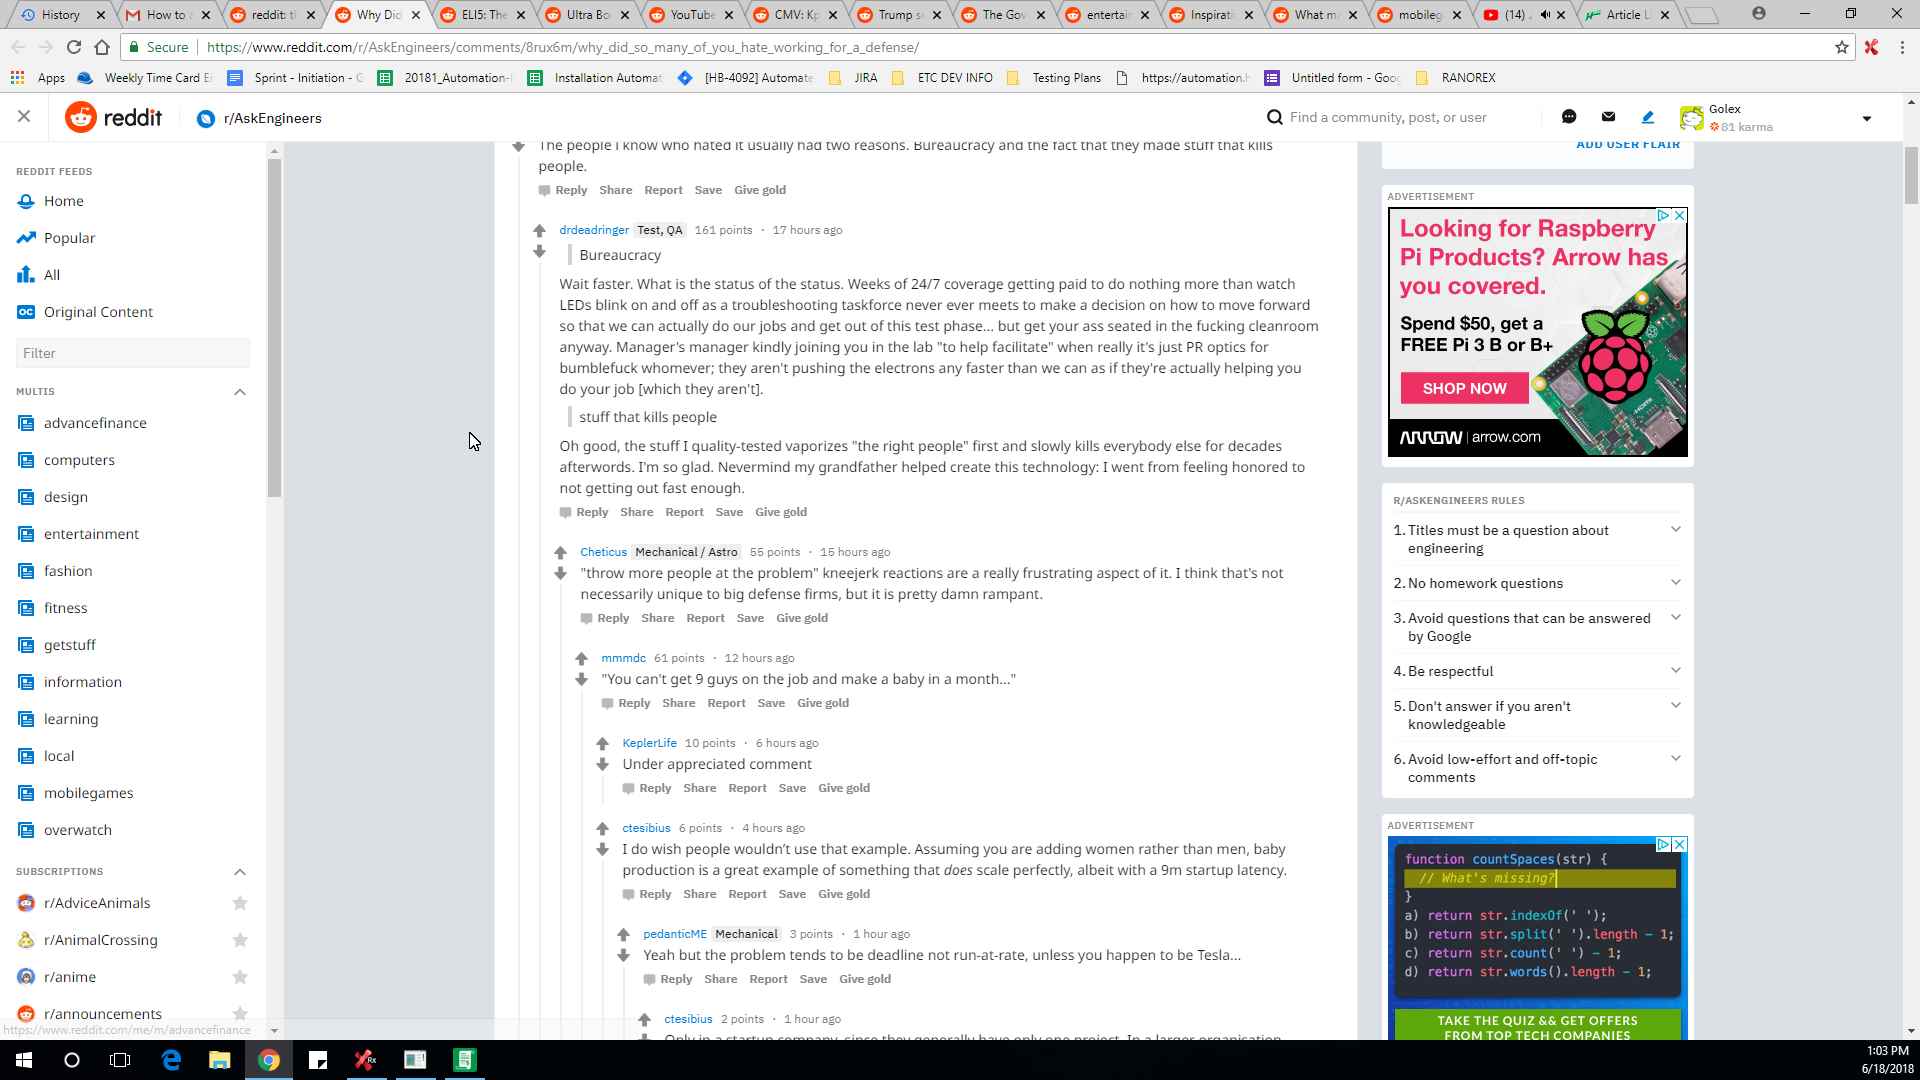 History
How to
reddit: t
Why Did
ELI5: The
Ultra Bo
YouTube
CMV: Kp
Trump s
The Gov
entertain
Inspirati
What m
mobileg
(14)
Article L
Secure
https://www.reddit.com/r/AskEngineers/comments/8rux6m/why_did_so_many_of_you_hate_working_for_a_defense/
Apps
Weekly Time Card E
Sprint - Initiation - G
20181_Automation-
Installation Automat
[HB-4092] Automate
JIRA
ETC DEV INFO
Testing Plans
https://automation.h
Untitled form - Goo
RANOREX
reddit
r/AskEngineers
Find a community, post, or user
Golex
81 karma
REDDIT FEEDS
Home
Popular
All
OC Original Content
Filter
MULTIS
advancefinance
computers
design
entertainment
fashion
fitness
getstuff
information
learning
local
mobilegames
overwatch
SUBSCRIPTIONS
r/AdviceAnimals
r/AnimalCrossing
r/anime
r/announcements
https://www.reddit.com/me/m/advancefinance
The people I know who hated it usually had two reasons. Bureaucracy and the fact that they made stuff that kills
people.
Reply Share Report Save Give gold
drdeadringer Test, QA 161 points · 17 hours ago
Bureaucracy
Wait faster. What is the status of the status. Weeks of 24/7 coverage getting paid to do nothing more than watch
LEDs blink on and off as a troubleshooting taskforce never ever meets to make a decision on how to move forward
so that we can actually do our jobs and get out of this test phase... but get your ass seated in the fucking cleanroom
anyway. Manager's manager kindly joining you in the lab "to help facilitate" when really it's just PR optics for
bumblefuck whomever; they aren't pushing the electrons any faster than we can as if they're actually helping you
do your job [which they aren't].
stuff that kills people
Oh good, the stuff I quality-tested vaporizes "the right people" first and slowly kills everybody else for decades
afterwords. I'm so glad. Nevermind my grandfather helped create this technology: I went from feeling honored to
not getting out fast enough.
Reply Share Report Save Give gold
Cheticus Mechanical / Astro 55 points · 15 hours ago
"throw more people at the problem" kneejerk reactions are a really frustrating aspect of it. I think that's not
necessarily unique to big defense firms, but it is pretty damn rampant.
Reply Share Report Save Give gold
mmmdc 61 points · 12 hours ago
"You can't get 9 guys on the job and make a baby in a month..."
Reply Share Report Save Give gold
KeplerLife 10 points · 6 hours ago
Under appreciated comment
Reply Share Report Save Give gold
ctesibius 6 points · 4 hours ago
I do wish people wouldn't use that example. Assuming you are adding women rather than men, baby
production is a great example of something that does scale perfectly, albeit with a 9m startup latency.
Reply Share Report Save Give gold
pedanticME Mechanical 3 points · 1 hour ago
Yeah but the problem tends to be deadline not run-at-rate, unless you happen to be Tesla...
Reply Share Report Save Give gold
ctesibius 2 points · 1 hour ago
Only in a startup company, since they generally have only one project. In a larger organisation
ADD USER FLAIR
ADVERTISEMENT
Looking for Raspberry
Pi Products? Arrow has
you covered.
Spend $50, get a
FREE Pi 3 B or B+
SHOP NOW
ARROW | arrow.com
R/ASKENGINEERS RULES
1. Titles must be a question about
engineering
2. No homework questions
3. Avoid questions that can be answered
by Google
4. Be respectful
5. Don't answer if you aren't
knowledgeable
6. Avoid low-effort and off-topic
comments
ADVERTISEMENT
function countSpaces(str) {
// What's missing?
}
a) return str.indexOf(' ');
b) return str.split(' ').length - 1;
c) return str.count(' ') - 1;
d) return str.words().length - 1;
TAKE THE QUIZ && GET OFFERS
FROM TOP TECH COMPANIES
1:03 PM
6/18/2018